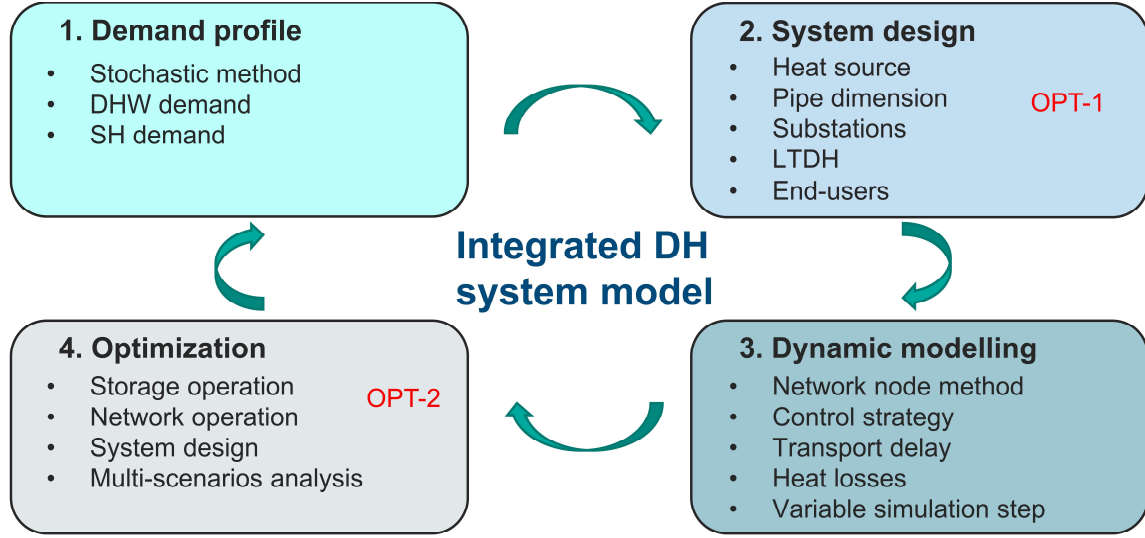 1. Demand profile
• Stochastic method
• DHW demand
• SH demand
2. System design
• Heat source
• Pipe dimension
• Substations
• LTDH
• End-users
OPT-1
Integrated DH
system model
3. Dynamic modelling
• Network node method
• Control strategy
• Transport delay
• Heat losses
• Variable simulation step
4. Optimization
• Storage operation
• Network operation
• System design
• Multi-scenarios analysis
OPT-2